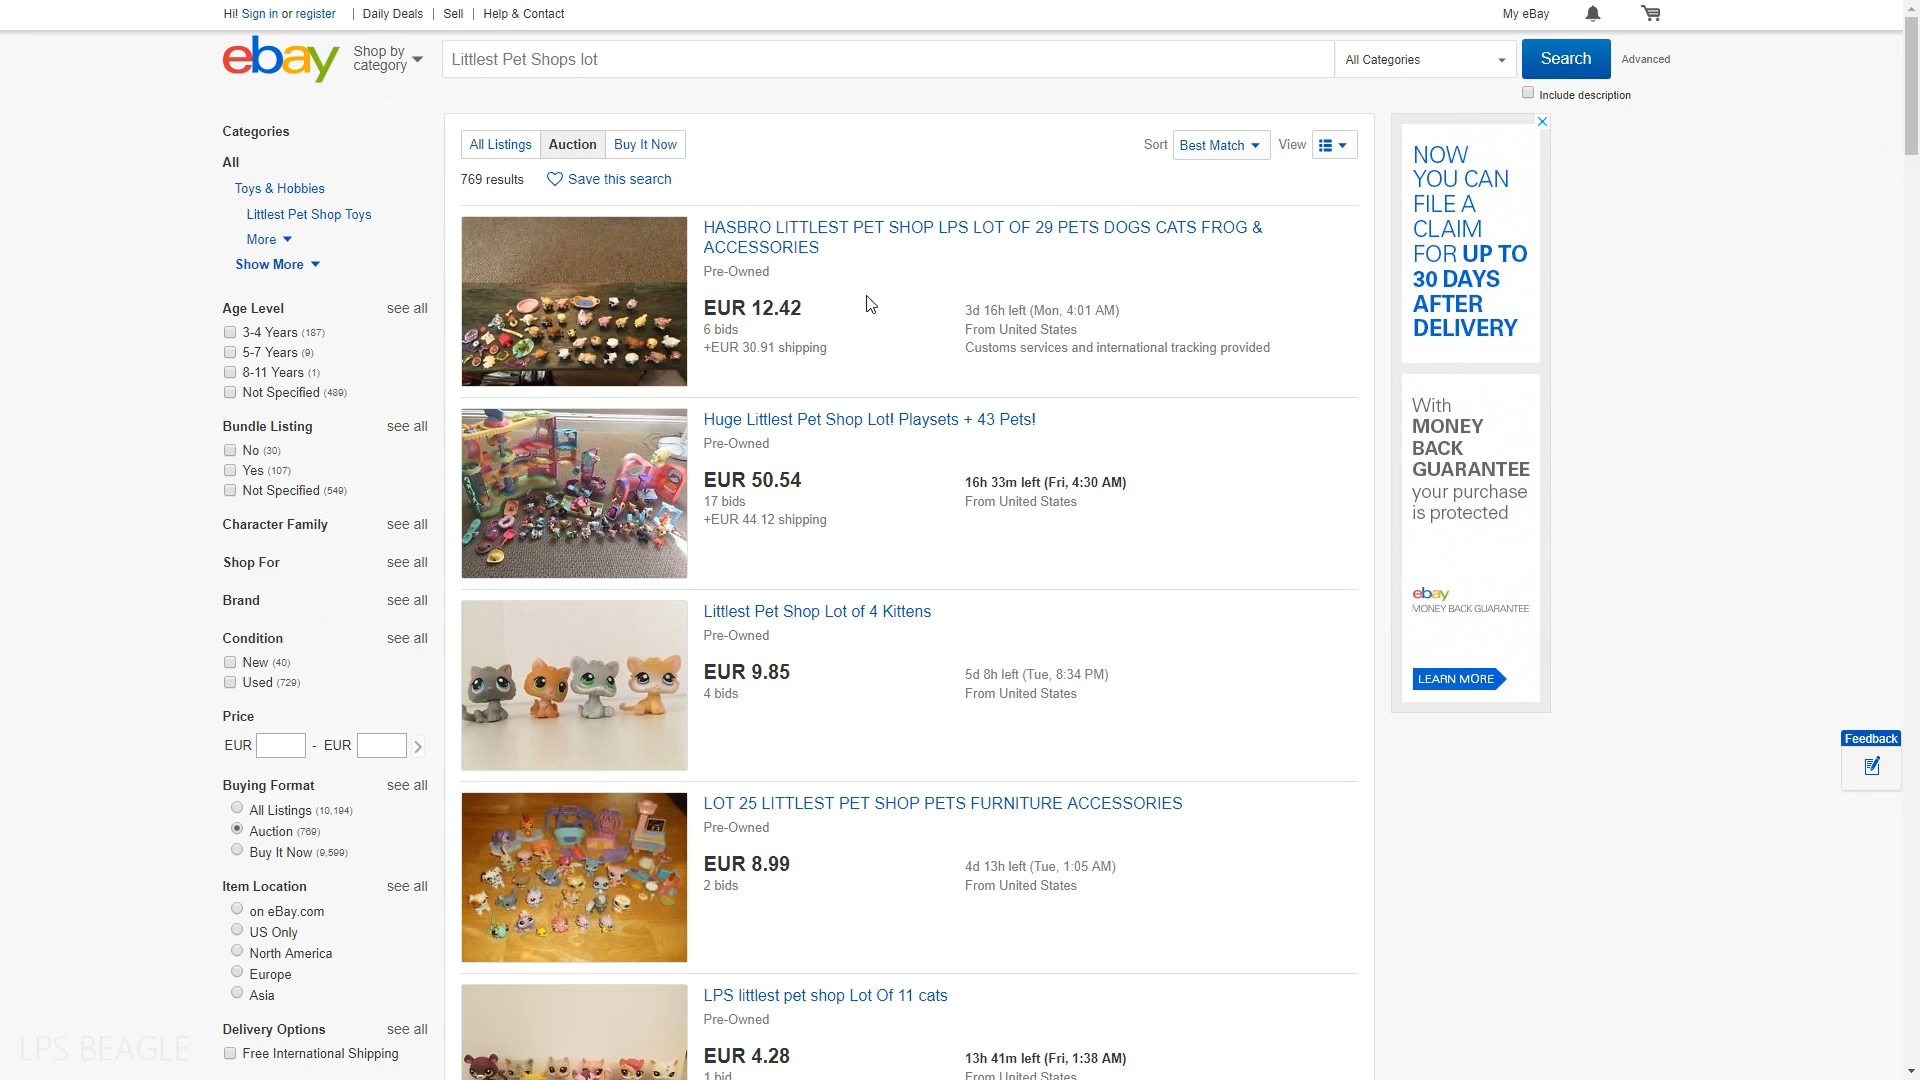 Hi! Sign in or register | Daily Deals | Sell | Help & Contact
My eBay
ebay
Shop by category
Littlest Pet Shops lot
All Categories
Search
Advanced
Include description
Categories
All
Toys & Hobbies
Littlest Pet Shop Toys
More
Show More
Age Level see all
3-4 Years (187)
5-7 Years (9)
8-11 Years (1)
Not Specified (489)
Bundle Listing see all
No (30)
Yes (107)
Not Specified (549)
Character Family see all
Shop For see all
Brand see all
Condition see all
New (40)
Used (729)
Price
EUR - EUR
Buying Format see all
All Listings (10,194)
Auction (769)
Buy It Now (9,599)
Item Location see all
on eBay.com
US Only
North America
Europe
Asia
Delivery Options see all
Free International Shipping
All Listings Auction Buy It Now
Sort Best Match View
769 results Save this search
HASBRO LITTLEST PET SHOP LPS LOT OF 29 PETS DOGS CATS FROG &
ACCESSORIES
Pre-Owned
EUR 12.42
6 bids
+EUR 30.91 shipping
3d 16h left (Mon, 4:01 AM)
From United States
Customs services and international tracking provided
Huge Littlest Pet Shop Lot! Playsets + 43 Pets!
Pre-Owned
EUR 50.54
17 bids
+EUR 44.12 shipping
16h 33m left (Fri, 4:30 AM)
From United States
Littlest Pet Shop Lot of 4 Kittens
Pre-Owned
EUR 9.85
4 bids
5d 8h left (Tue, 8:34 PM)
From United States
LOT 25 LITTLEST PET SHOP PETS FURNITURE ACCESSORIES
Pre-Owned
EUR 8.99
2 bids
4d 13h left (Tue, 1:05 AM)
From United States
LPS littlest pet shop Lot Of 11 cats
Pre-Owned
EUR 4.28
1 bid
13h 41m left (Fri, 1:38 AM)
From United States
NOW
YOU CAN
FILE A
CLAIM
FOR UP TO
30 DAYS
AFTER
DELIVERY
With
MONEY
BACK
GUARANTEE
your purchase
is protected
ebay
MONEY BACK GUARANTEE
LEARN MORE
Feedback
LPS BEAGLE